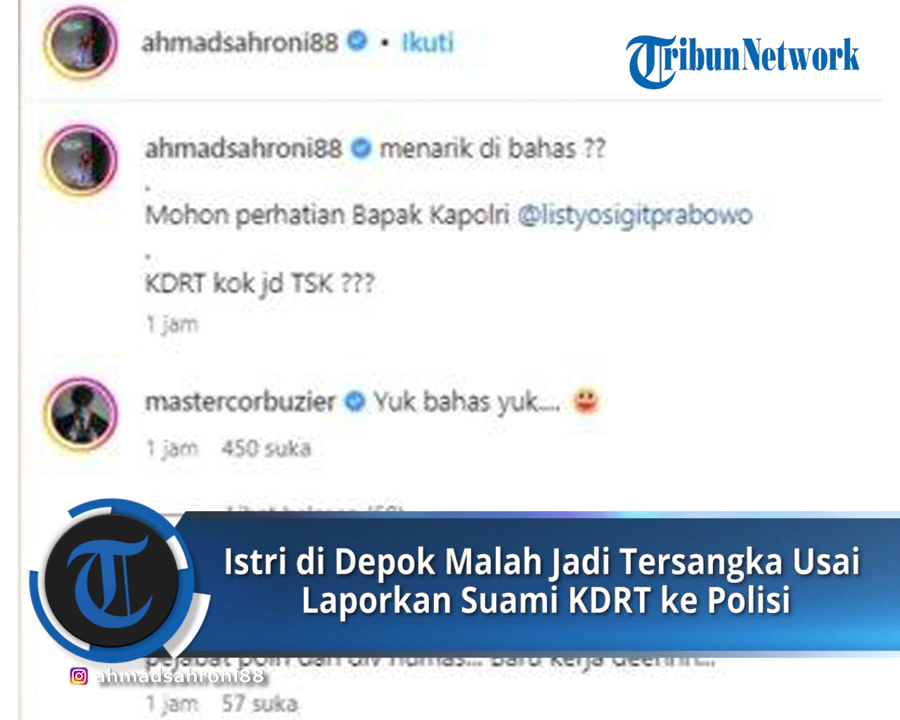 ahmadsahroni88 • Ikuti
TribunNetwork
ahmadsahroni88 menarik di bahas ??
.
Mohon perhatian Bapak Kapolri @listyosigitprabowo
.
KDRT kok jd TSK ???
1 jam
mastercorbuzier Yuk bahas yuk....
1 jam 450 suka
Istri di Depok Malah Jadi Tersangka Usai
Laporkan Suami KDRT ke Polisi
ahmadsahroni88
1 jam 57 suka